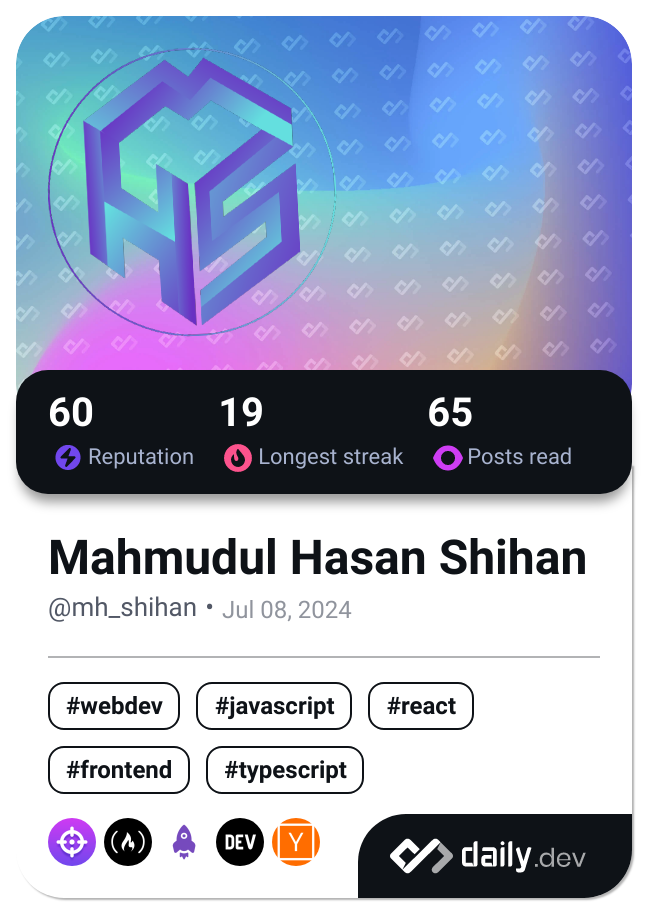 MHS
60 19 65
Reputation Longest streak Posts read
Mahmudul Hasan Shihan
@mh_shihan • Jul 08, 2024
#webdev #javascript #react
#frontend #typescript
DEV Y daily.dev